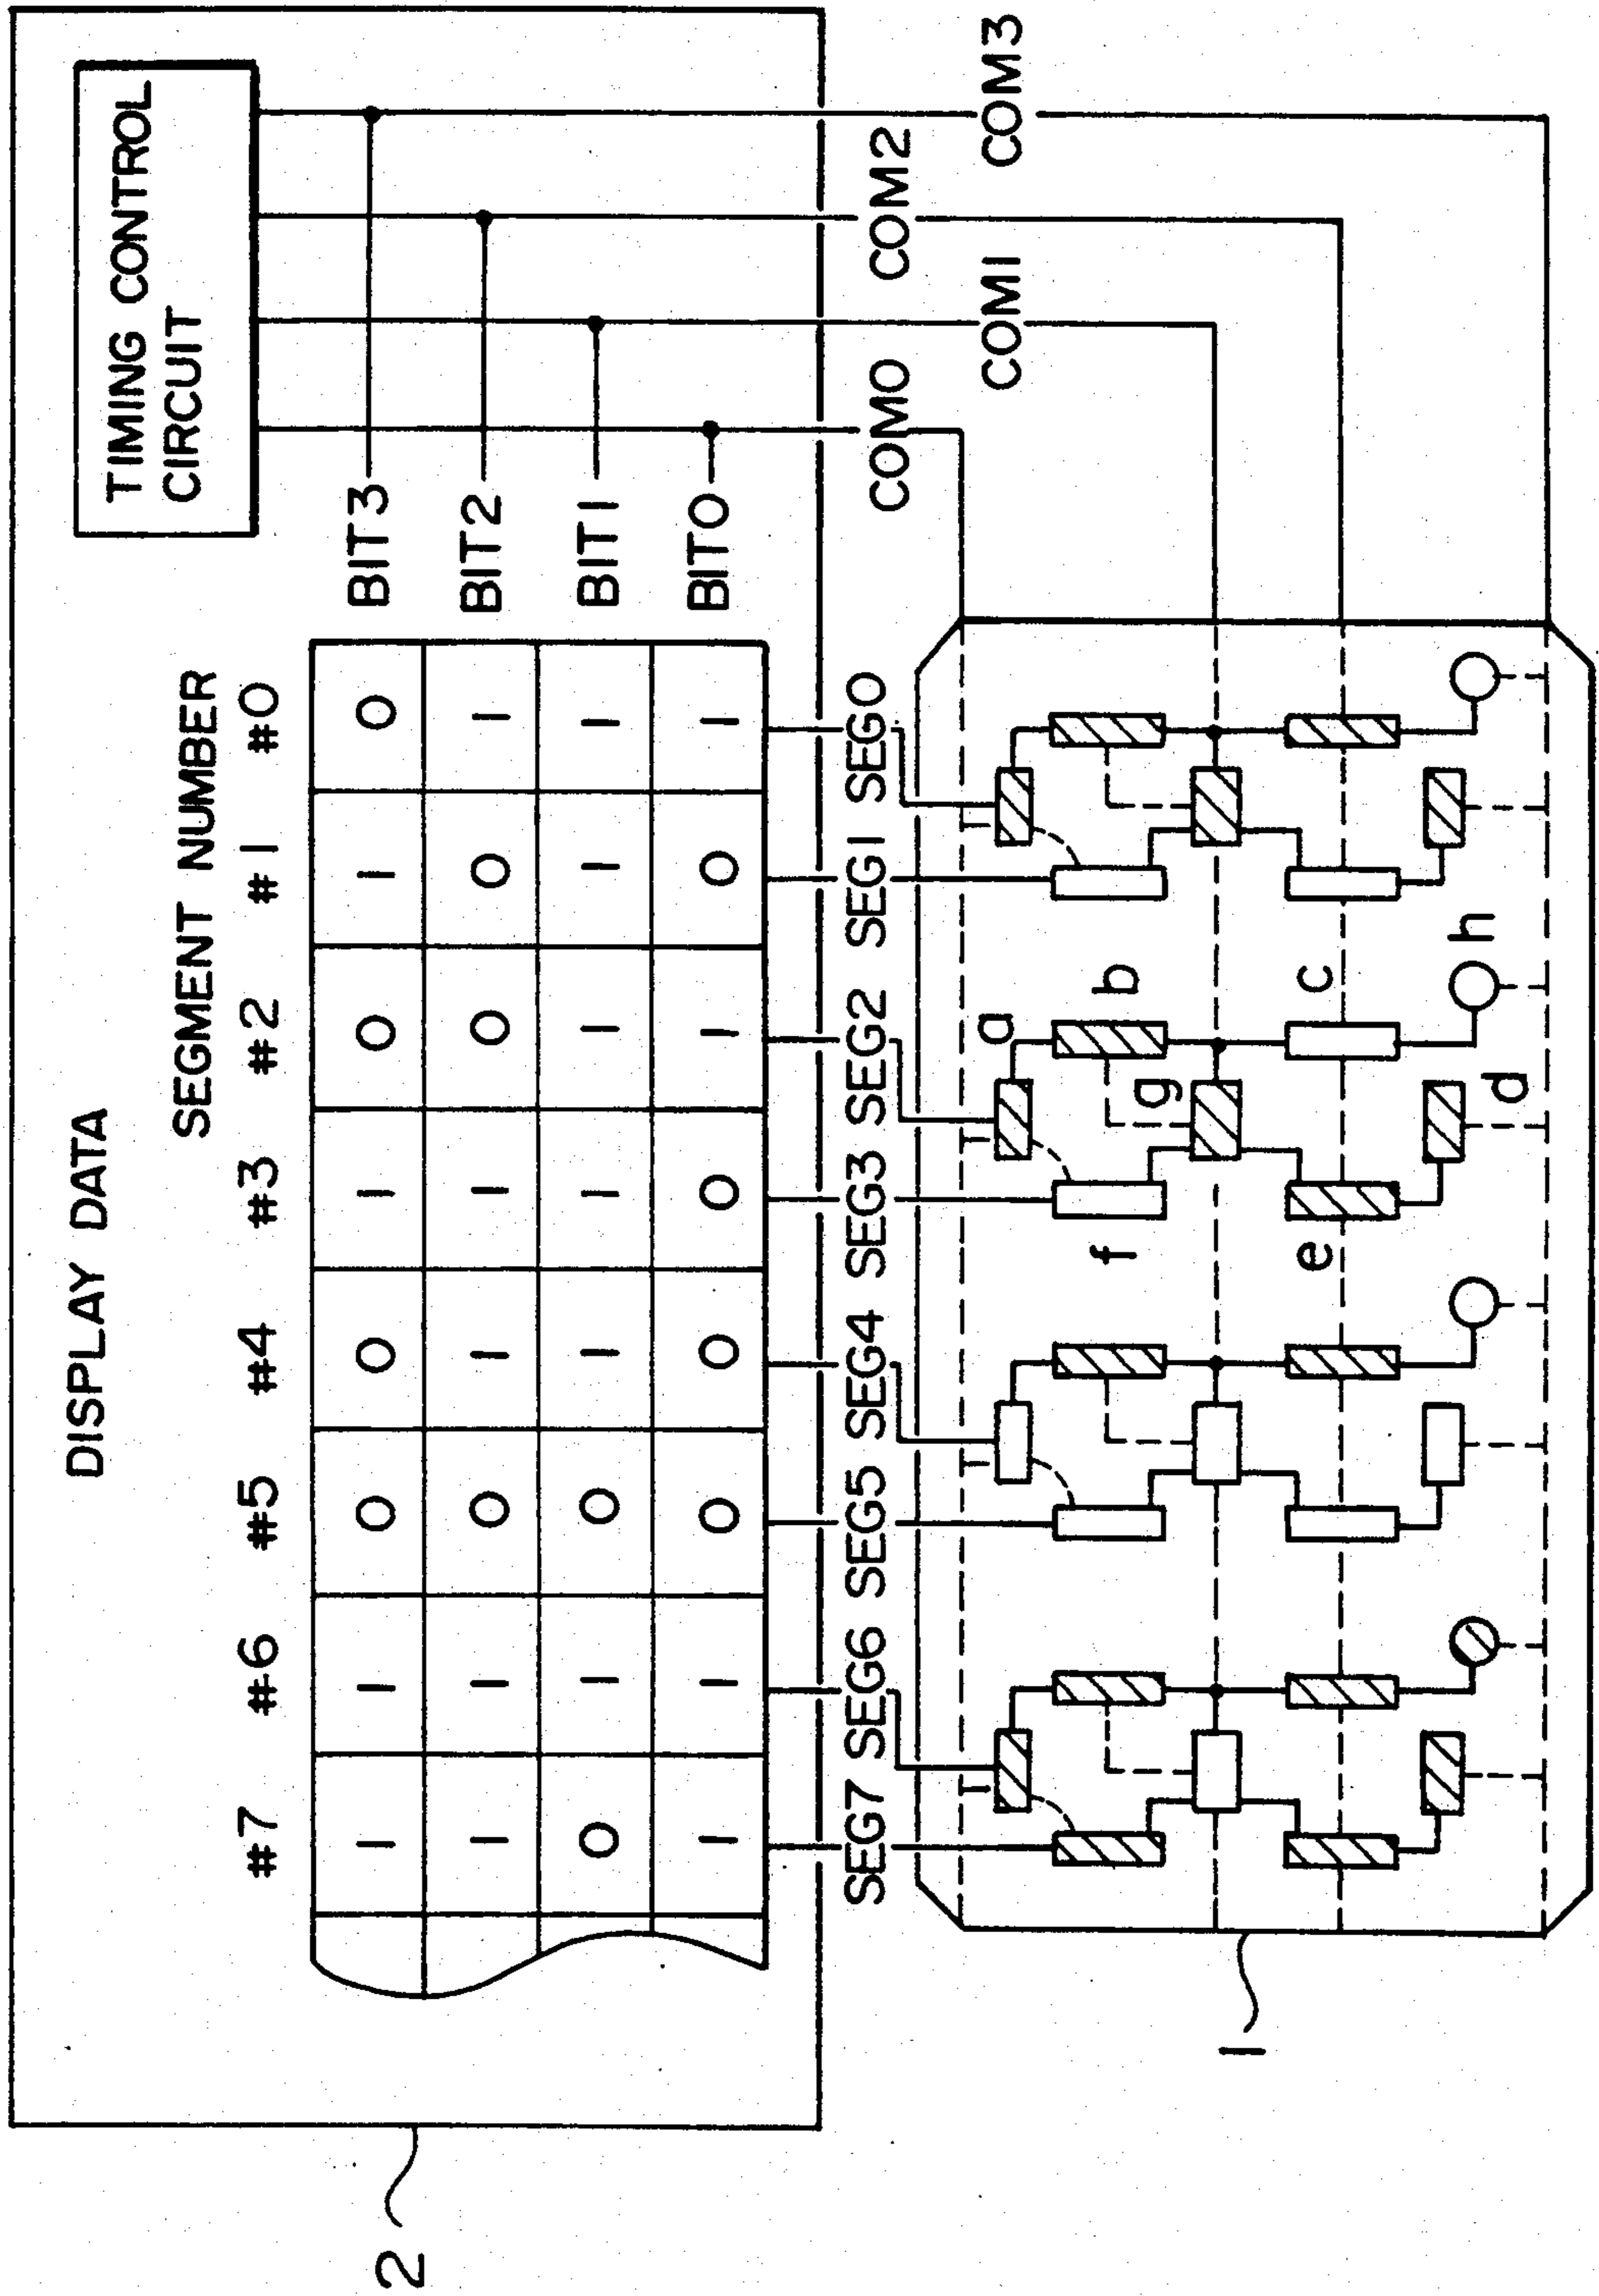 DISPLAY DATA
TIMING CONTROL
CIRCUIT
SEGMENT NUMBER
#7 #6 #5 #4 #3 #2 #1 #0
1 1 0 0 1 0 1 0 BIT3
1 1 0 1 1 0 0 1 BIT2
0 1 0 1 1 1 1 1 BIT1
1 1 0 0 0 1 0 1 BIT0
2
SEG7 SEG6 SEG5 SEG4 SEG3 SEG2 SEG1 SEG0
COM0 COM2
COM1 COM3
a
f g b
e c
d h
1